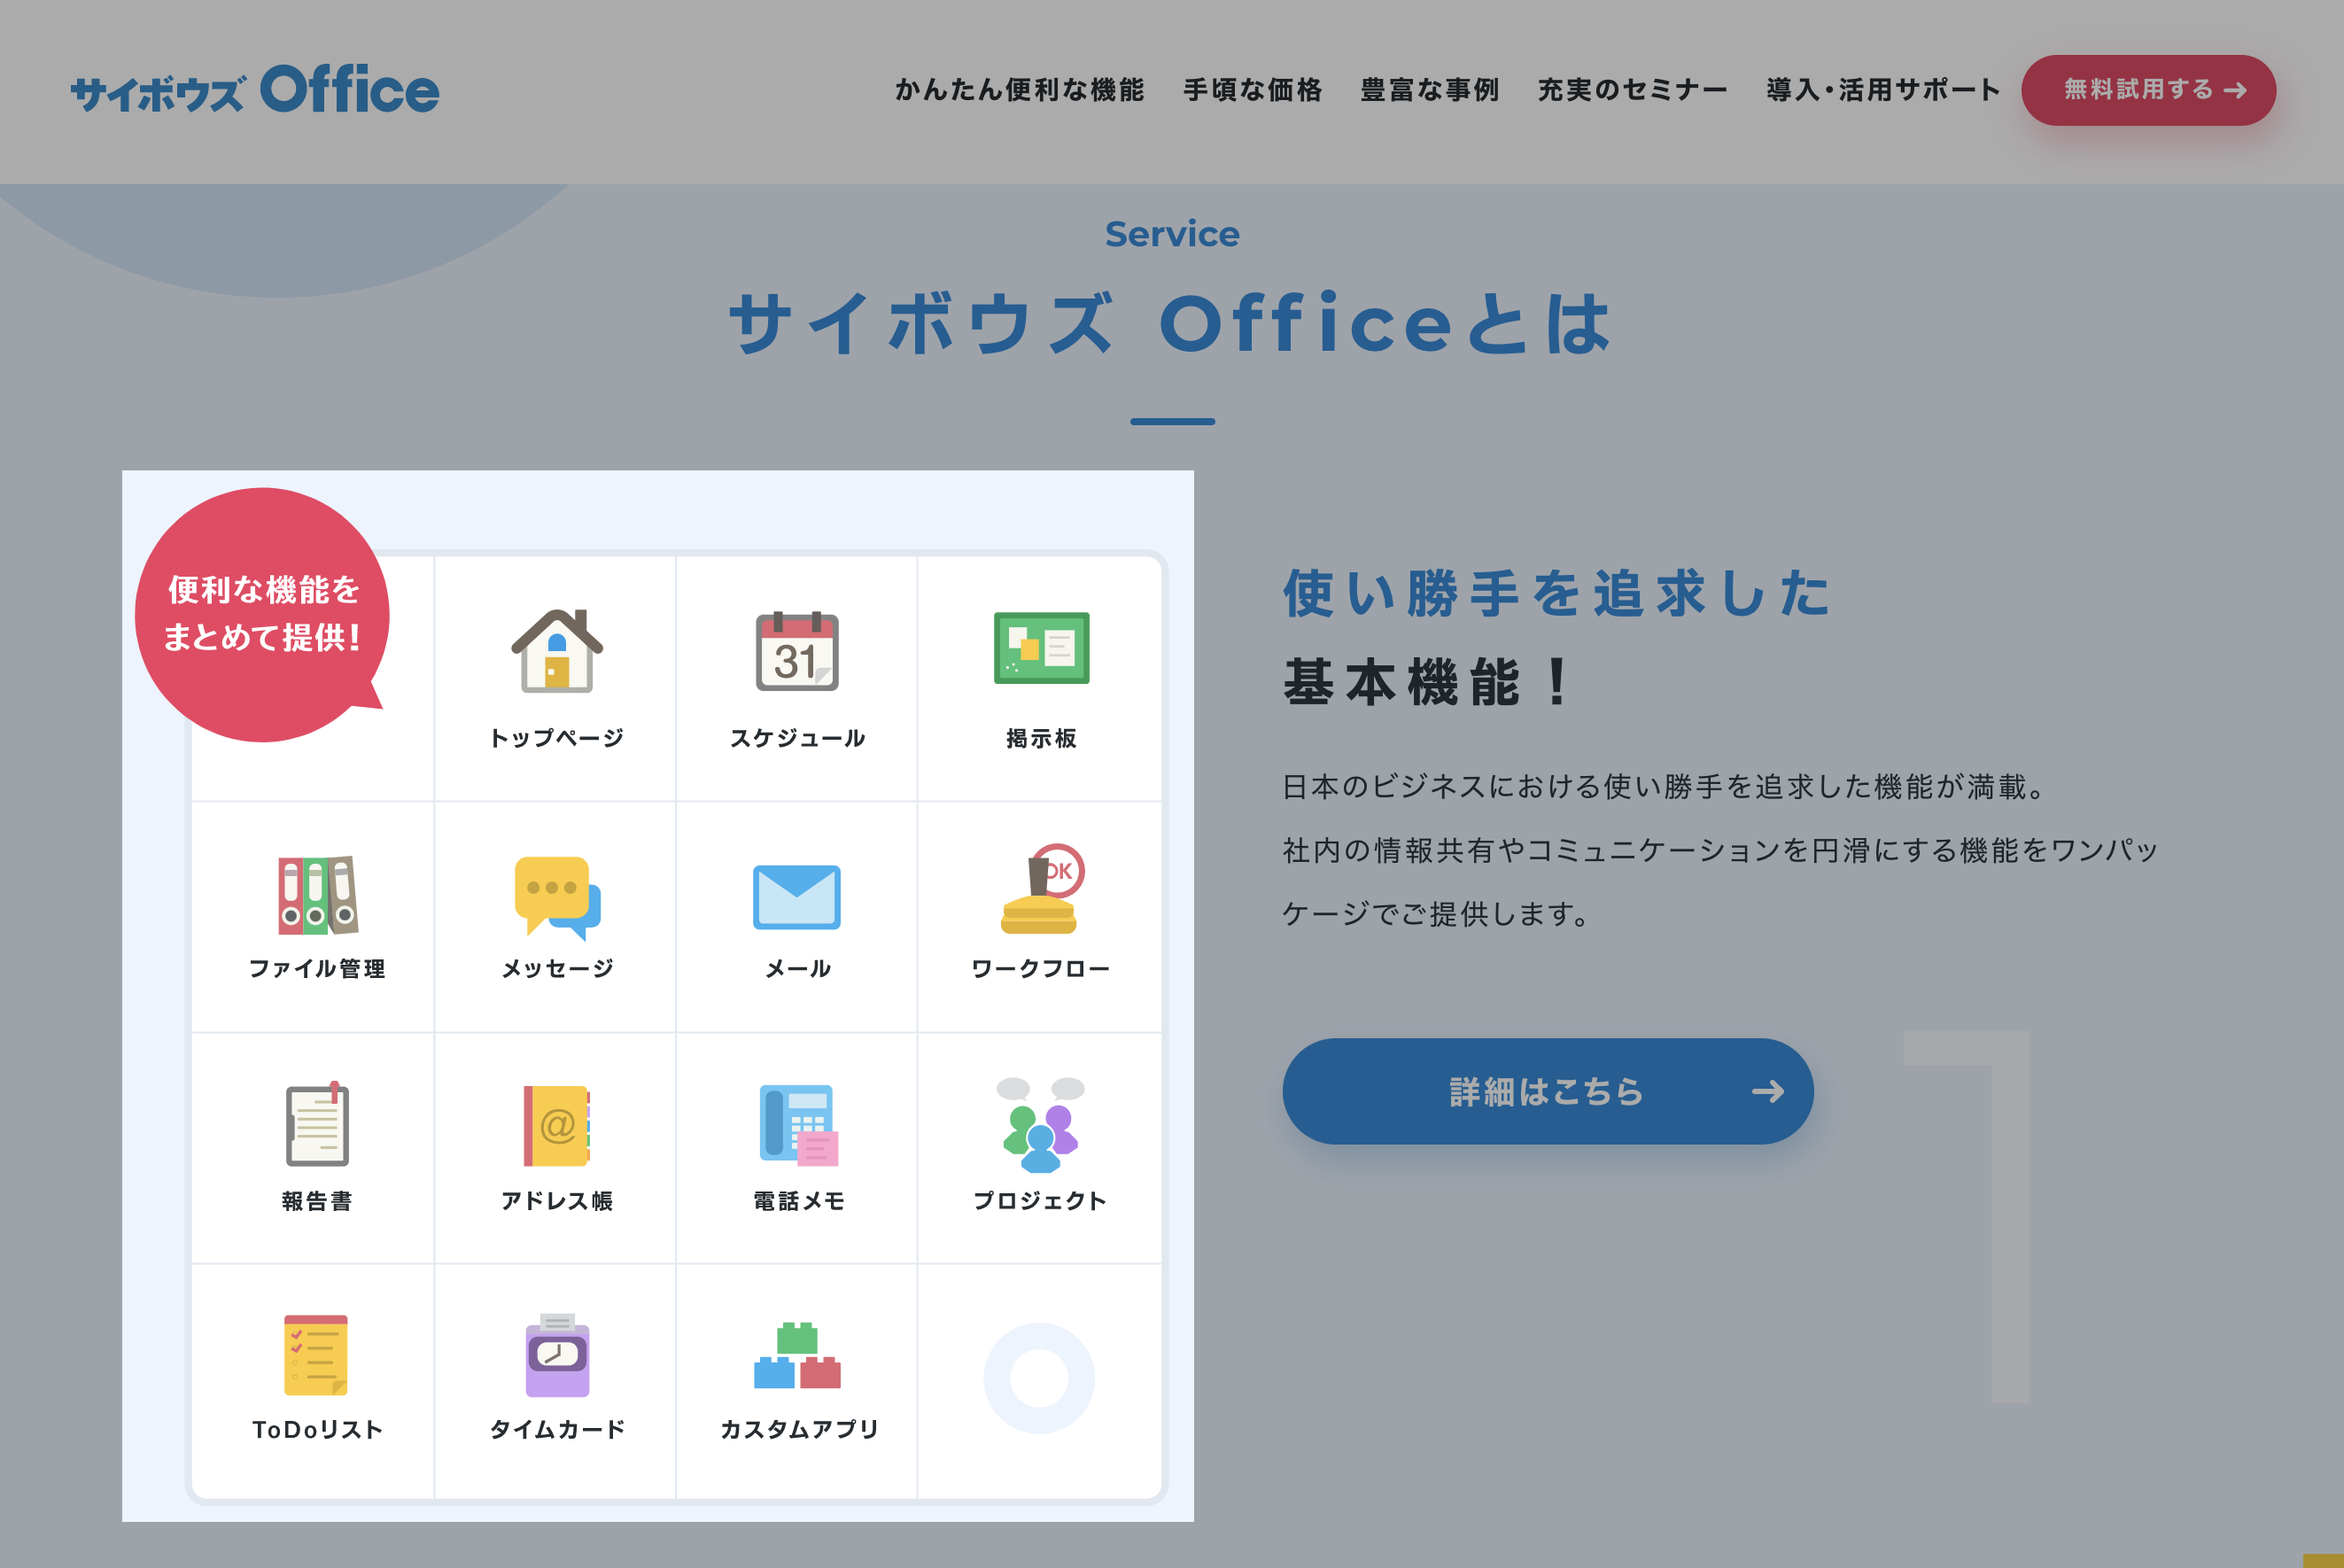 サイボウズ Office
かんたん便利な機能
手頃な価格
豊富な事例
充実のセミナー
導入・活用サポート
無料試用する
Service
サイボウズ Officeとは
便利な機能を
まとめて提供!
トップページ
31
スケジュール
掲示板
ファイル管理
メッセージ
メール
OK
ワークフロー
報告書
@
アドレス帳
電話メモ
プロジェクト
ToDoリスト
タイムカード
カスタムアプリ
使い勝手を追求した
基本機能！
日本のビジネスにおける使い勝手を追求した機能が満載。
社内の情報共有やコミュニケーションを円滑にする機能をワンパッ
ケージでご提供します。
詳細はこちら
1